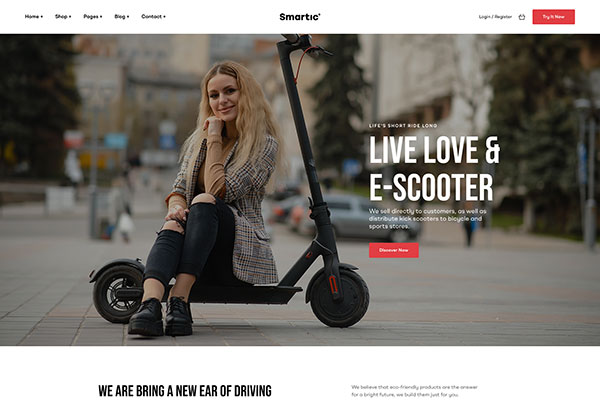 Home
Shop
Pages
Blog
Contact
Smartic
Login / Register
Try It Now
LIFE'S SHORT RIDE LONG
LIVE LOVE &
E-SCOOTER
We sell directly to customers, as well as
distribute kick scooters to bicycle and
sports stores.
Discover Now
WE ARE BRING A NEW EAR OF DRIVING
We believe that eco-friendly products are the answer
for a bright future, we build them just for you.